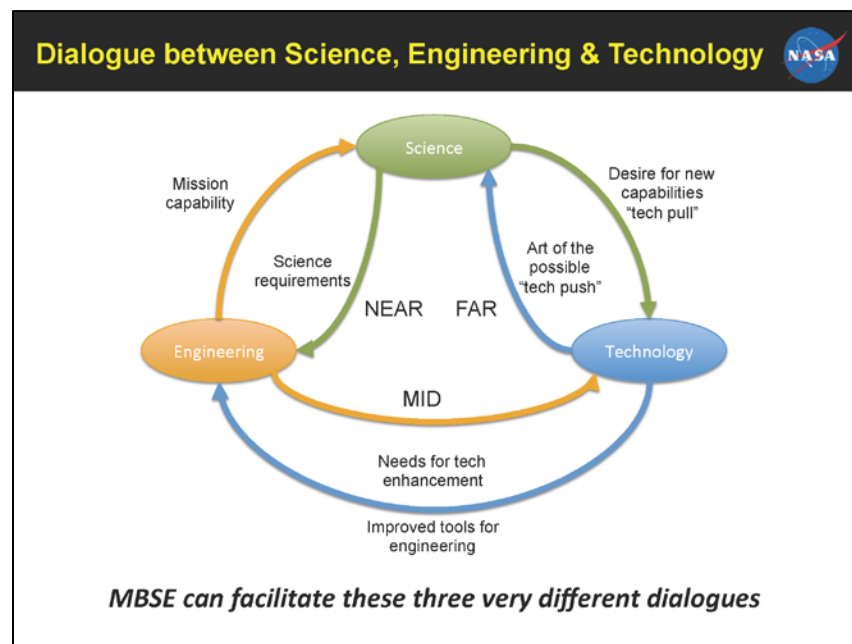 Dialogue between Science, Engineering & Technology
NASA
Science
Mission
capability
Desire for new
capabilities
“tech pull”
Science
requirements
Art of the
possible
“tech push”
NEAR
FAR
Engineering
Technology
MID
Needs for tech
enhancement
Improved tools for
engineering
MBSE can facilitate these three very different dialogues